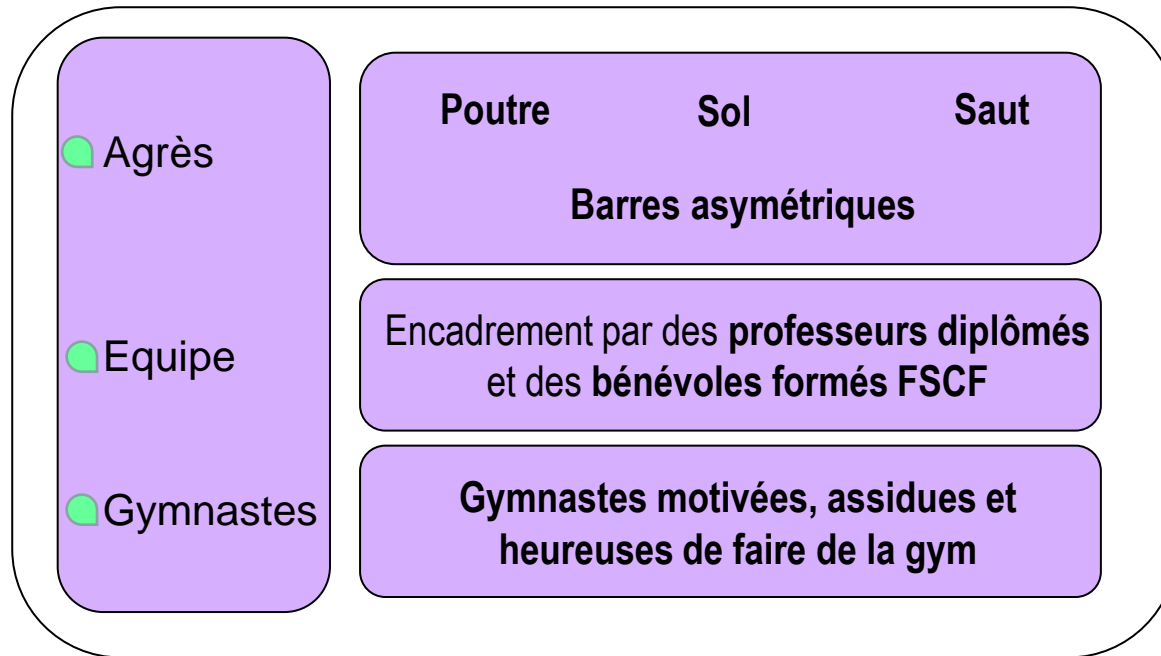 Agrès
Poutre Sol Saut
Barres asymétriques
Equipe
Encadrement par des professeurs diplômés
et des bénévoles formés FSCF
Gymnastes
Gymnastes motivées, assidues et
heureuses de faire de la gym